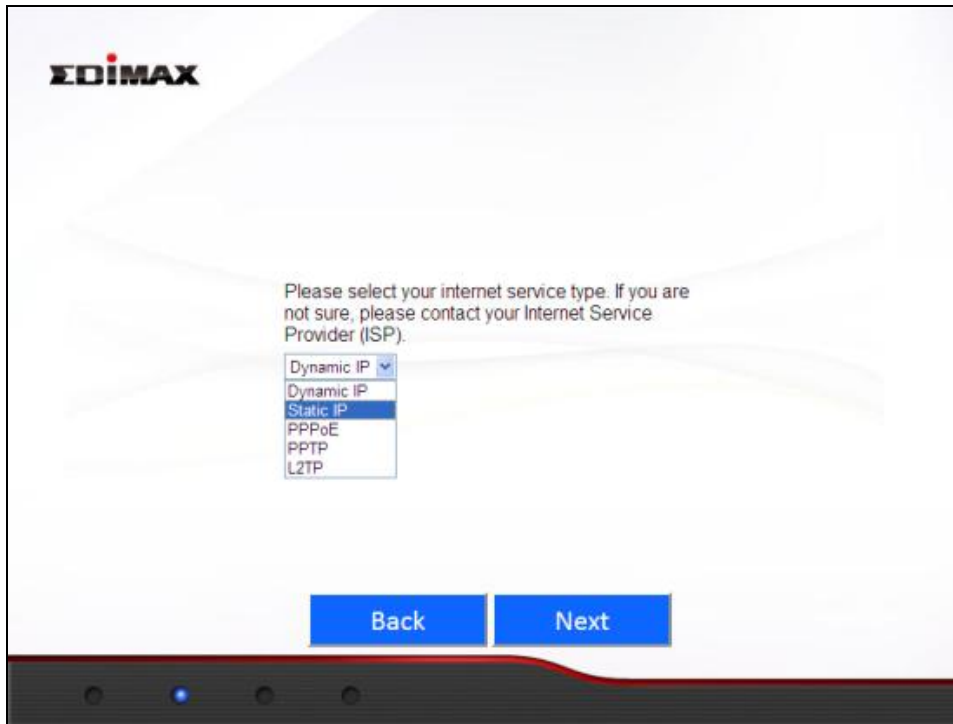 EDIMAX
Please select your internet service type. If you are
not sure, please contact your Internet Service
Provider (ISP).
Dynamic IP
Dynamic IP
Static IP
PPPoE
PPTP
L2TP
Back
Next